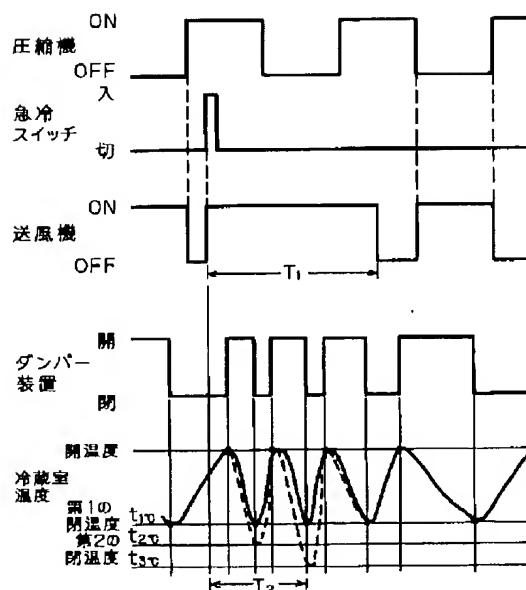 ON
圧縮機
OFF
入
急冷
スイッチ
切
ON
送風機
OFF
T₁
開
ダンパー
装置
閉
開温度
冷蔵室
温度
第1の t₁℃
閉温度
第2の t₂℃
閉温度 t₃℃
T₂